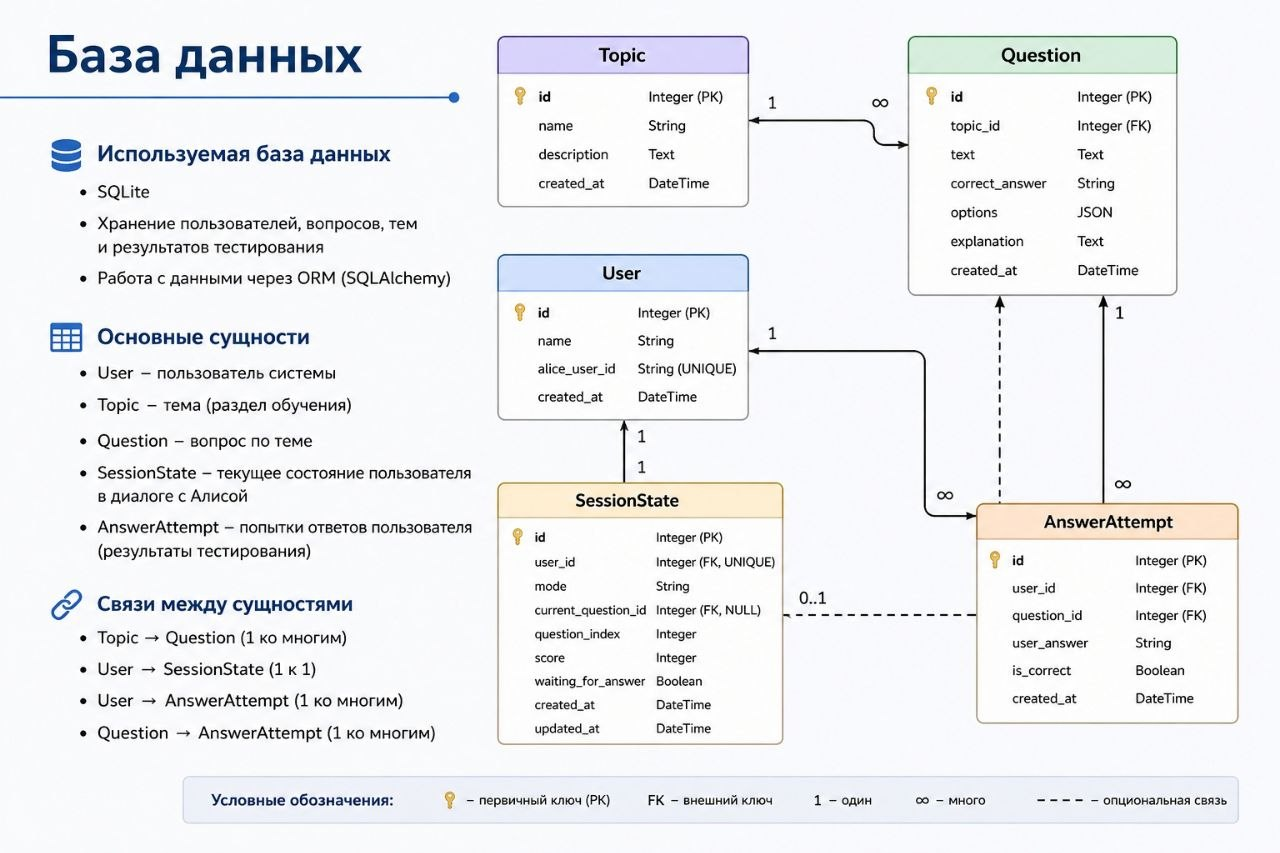 База данных
Используемая база данных
• SQLite
• Хранение пользователей, вопросов, тем
и результатов тестирования
• Работа с данными через ORM (SQLAlchemy)
Основные сущности
• User – пользователь системы
• Topic – тема (раздел обучения)
• Question – вопрос по теме
• SessionState – текущее состояние пользователя
в диалоге с Алисой
• AnswerAttempt – попытки ответов пользователя
(результаты тестирования)
Связи между сущностями
• Topic → Question (1 ко многим)
• User → SessionState (1 к 1)
• User → AnswerAttempt (1 ко многим)
• Question → AnswerAttempt (1 ко многим)
Topic
id Integer (PK)
name String
description Text
created_at DateTime
1 ∞
Question
id Integer (PK)
topic_id Integer (FK)
text Text
correct_answer String
options JSON
explanation Text
created_at DateTime
User
id Integer (PK)
name String
alice_user_id String (UNIQUE)
created_at DateTime
1
∞
1
∞
1
1
SessionState
id Integer (PK)
user_id Integer (FK, UNIQUE)
mode String
current_question_id Integer (FK, NULL)
question_index Integer
score Integer
waiting_for_answer Boolean
created_at DateTime
updated_at DateTime
0..1
AnswerAttempt
id Integer (PK)
user_id Integer (FK)
question_id Integer (FK)
user_answer String
is_correct Boolean
created_at DateTime
Условные обозначения: – первичный ключ (PK) FK – внешний ключ 1 – один ∞ – много – опциональная связь